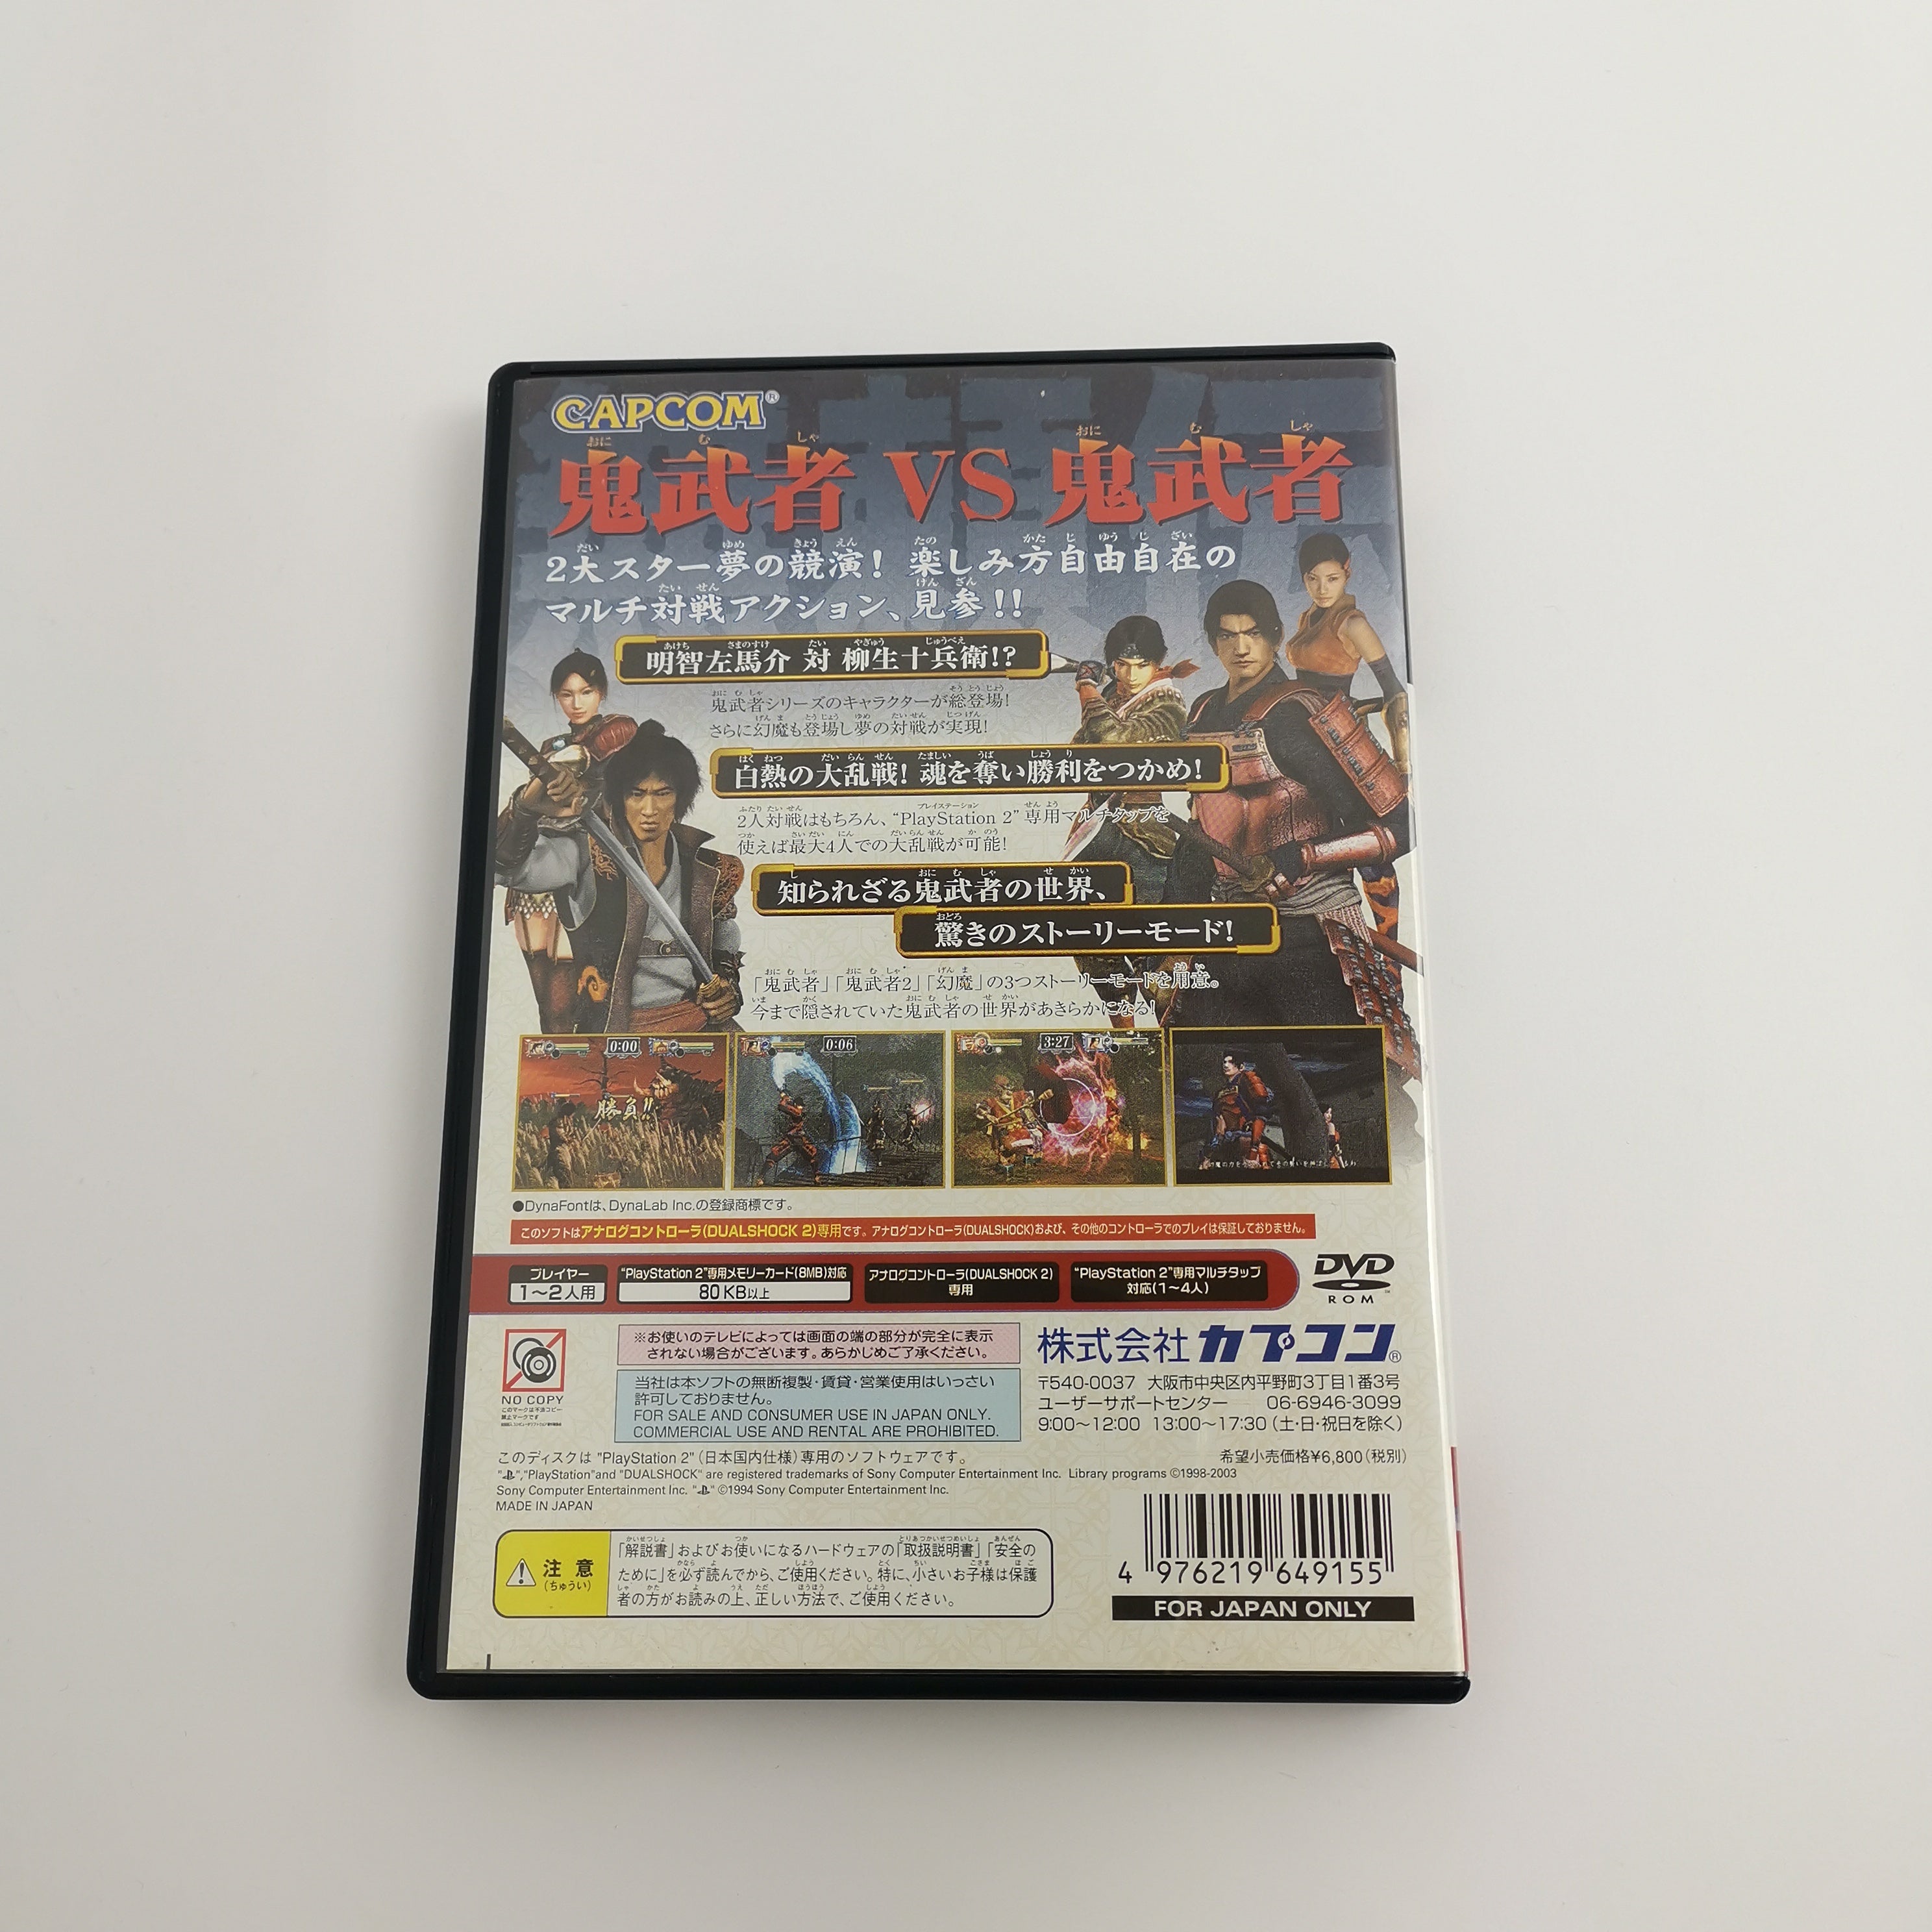 CAPCOM®
鬼武者 VS 鬼武者
2大スター夢の競演! 楽しみ方自由自在の
マルチ対戦アクション、見参!!
明智左馬介 対 柳生十兵衛!?
鬼武者シリーズのキャラクターが総登場!
さらに幻魔も登場し夢の対戦が実現!
白熱の大乱戦! 魂を奪い勝利をつかめ!
2人対戦はもちろん、“PlayStation 2”専用マルチタップを
使えば最大4人での大乱戦が可能!
知られざる鬼武者の世界、
驚きのストーリーモード!
「鬼武者」「鬼武者2」「幻魔」の3つストーリーモードを用意。
今まで隠されていた鬼武者の世界があきらかになる!
0:00
勝負!!
0:06
3:27
●DynaFontは、DynaLab Inc.の登録商標です。
このソフトはアナログコントローラ(DUALSHOCK 2)専用です。アナログコントローラ(DUALSHOCK)および、その他のコントローラでのプレイは保証しておりません。
プレイヤー
1〜2人用
“PlayStation 2”専用メモリーカード(8MB)対応
80 KB以上
アナログコントローラ(DUALSHOCK 2)
専用
“PlayStation 2”専用マルチタップ
対応(1〜4人)
DVD
ROM
NO COPY
このマークは不法コピー
禁止マークです
※お使いのテレビによっては画面の端の部分が完全に表示
されない場合がございます。あらかじめご了承ください。
当社は本ソフトの無断複製・賃貸・営業使用はいっさい
許可しておりません。
FOR SALE AND CONSUMER USE IN JAPAN ONLY.
COMMERCIAL USE AND RENTAL ARE PROHIBITED.
株式会社カプコン®
〒540-0037 大阪市中央区内平野町3丁目1番3号
ユーザーサポートセンター 06-6946-3099
9:00〜12:00 13:00〜17:30(土・日・祝日を除く)
このディスクは "PlayStation 2"(日本国内仕様)専用のソフトウェアです。
希望小売価格¥6,800(税別)
" ","PlayStation"and "DUALSHOCK" are registered trademarks of Sony Computer Entertainment Inc. Library programs ©1998-2003
Sony Computer Entertainment Inc. " " ©1994 Sony Computer Entertainment Inc.
MADE IN JAPAN
注意
(ちゅうい)
「解説書」およびお使いになるハードウェアの「取扱説明書」「安全の
ために」を必ず読んでから、ご使用ください。特に、小さいお子様は保護
者の方がお読みの上、正しい方法で、ご使用ください。
4 976219 649155
FOR JAPAN ONLY